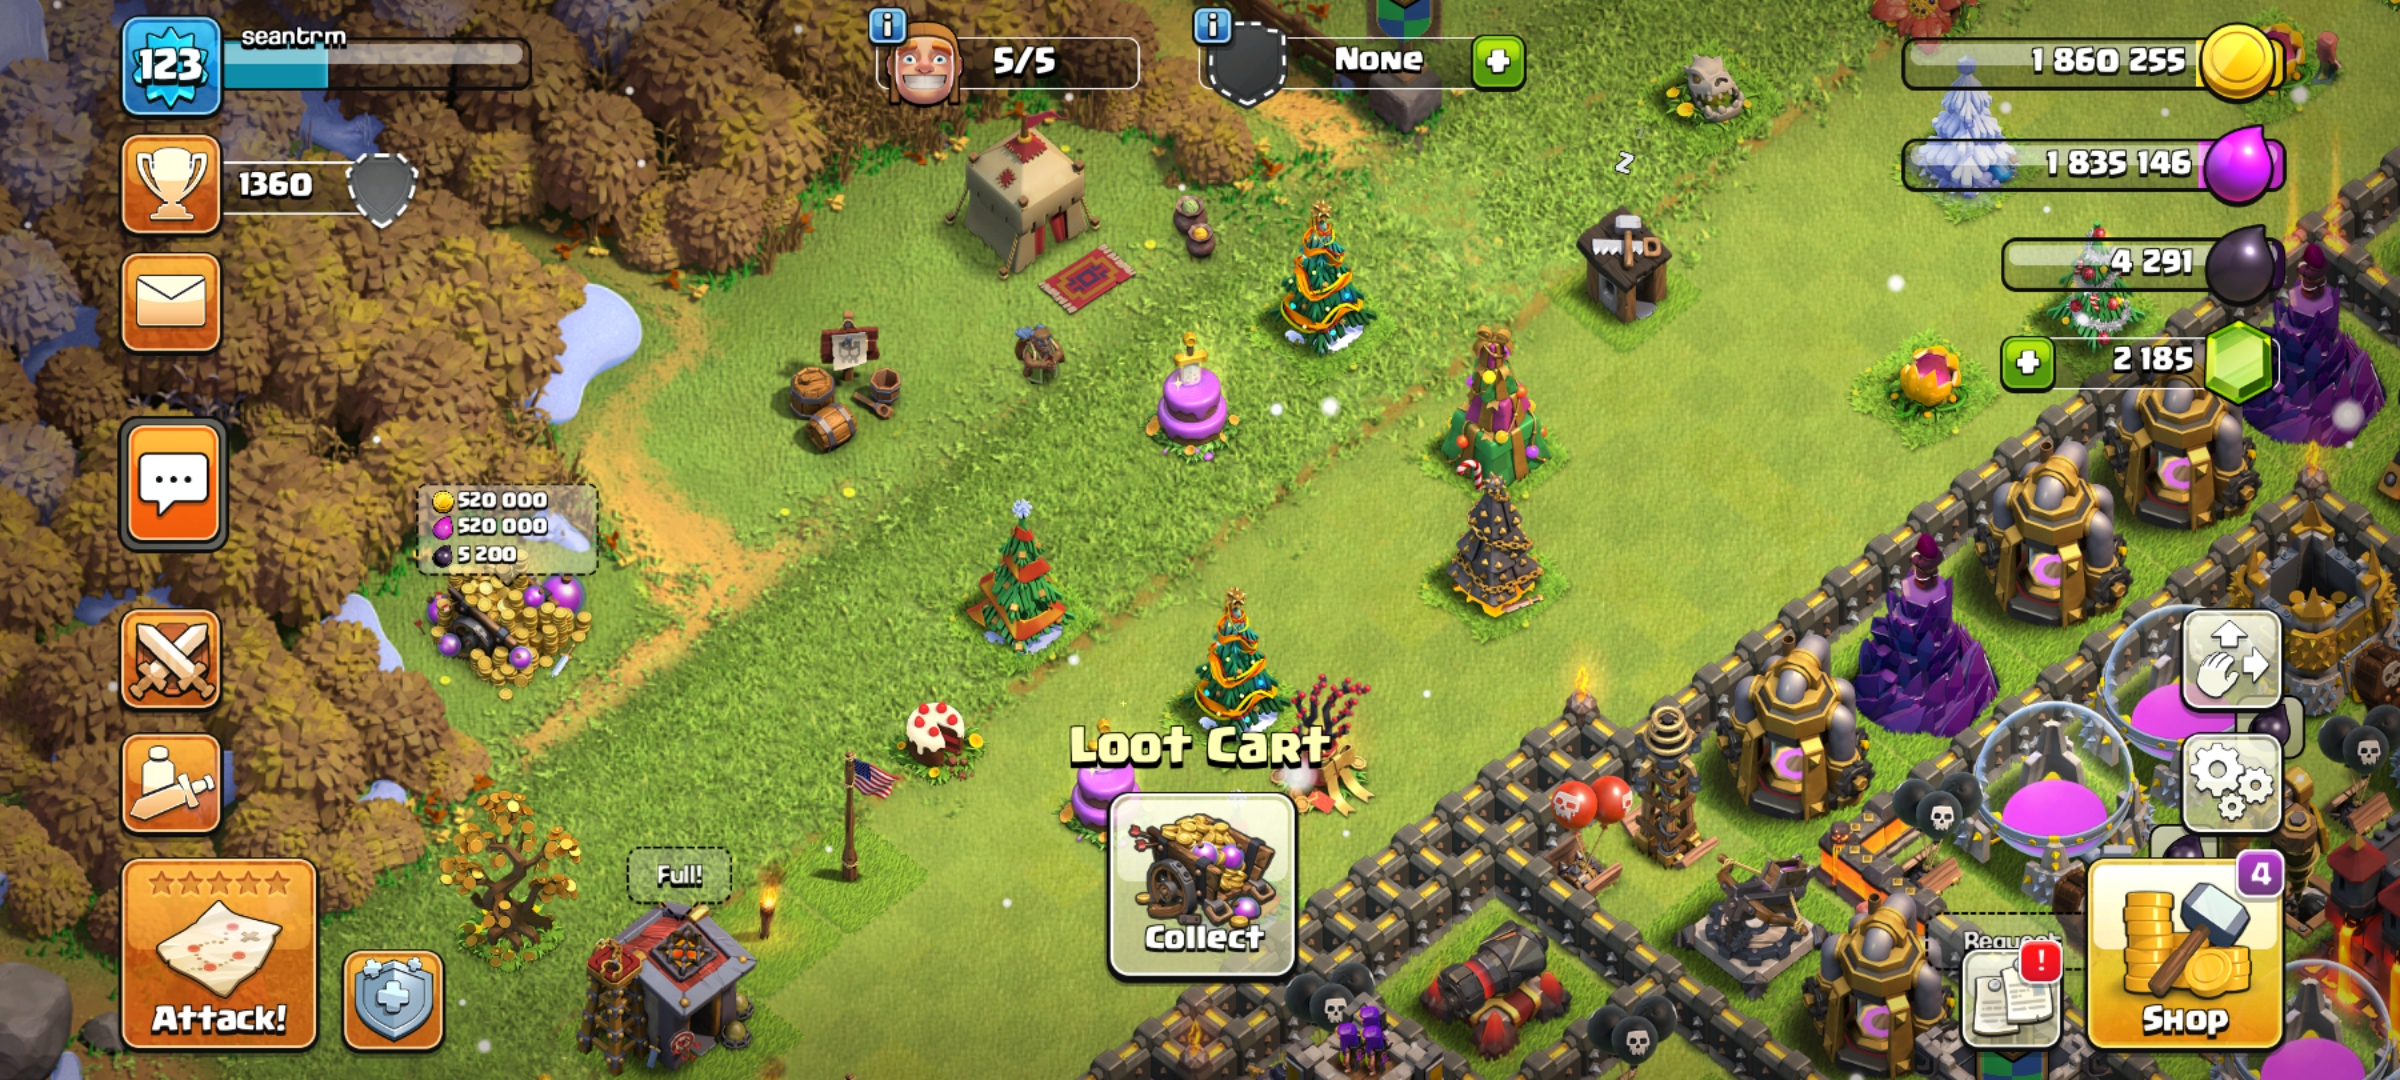 123
seantrm
5/5
None
1 860 255
1360
1 835 146
4 291
2 185
z
520 000
520 000
5 200
Loot Cart
Collect
Full!
Attack!
Request
!
4
Shop